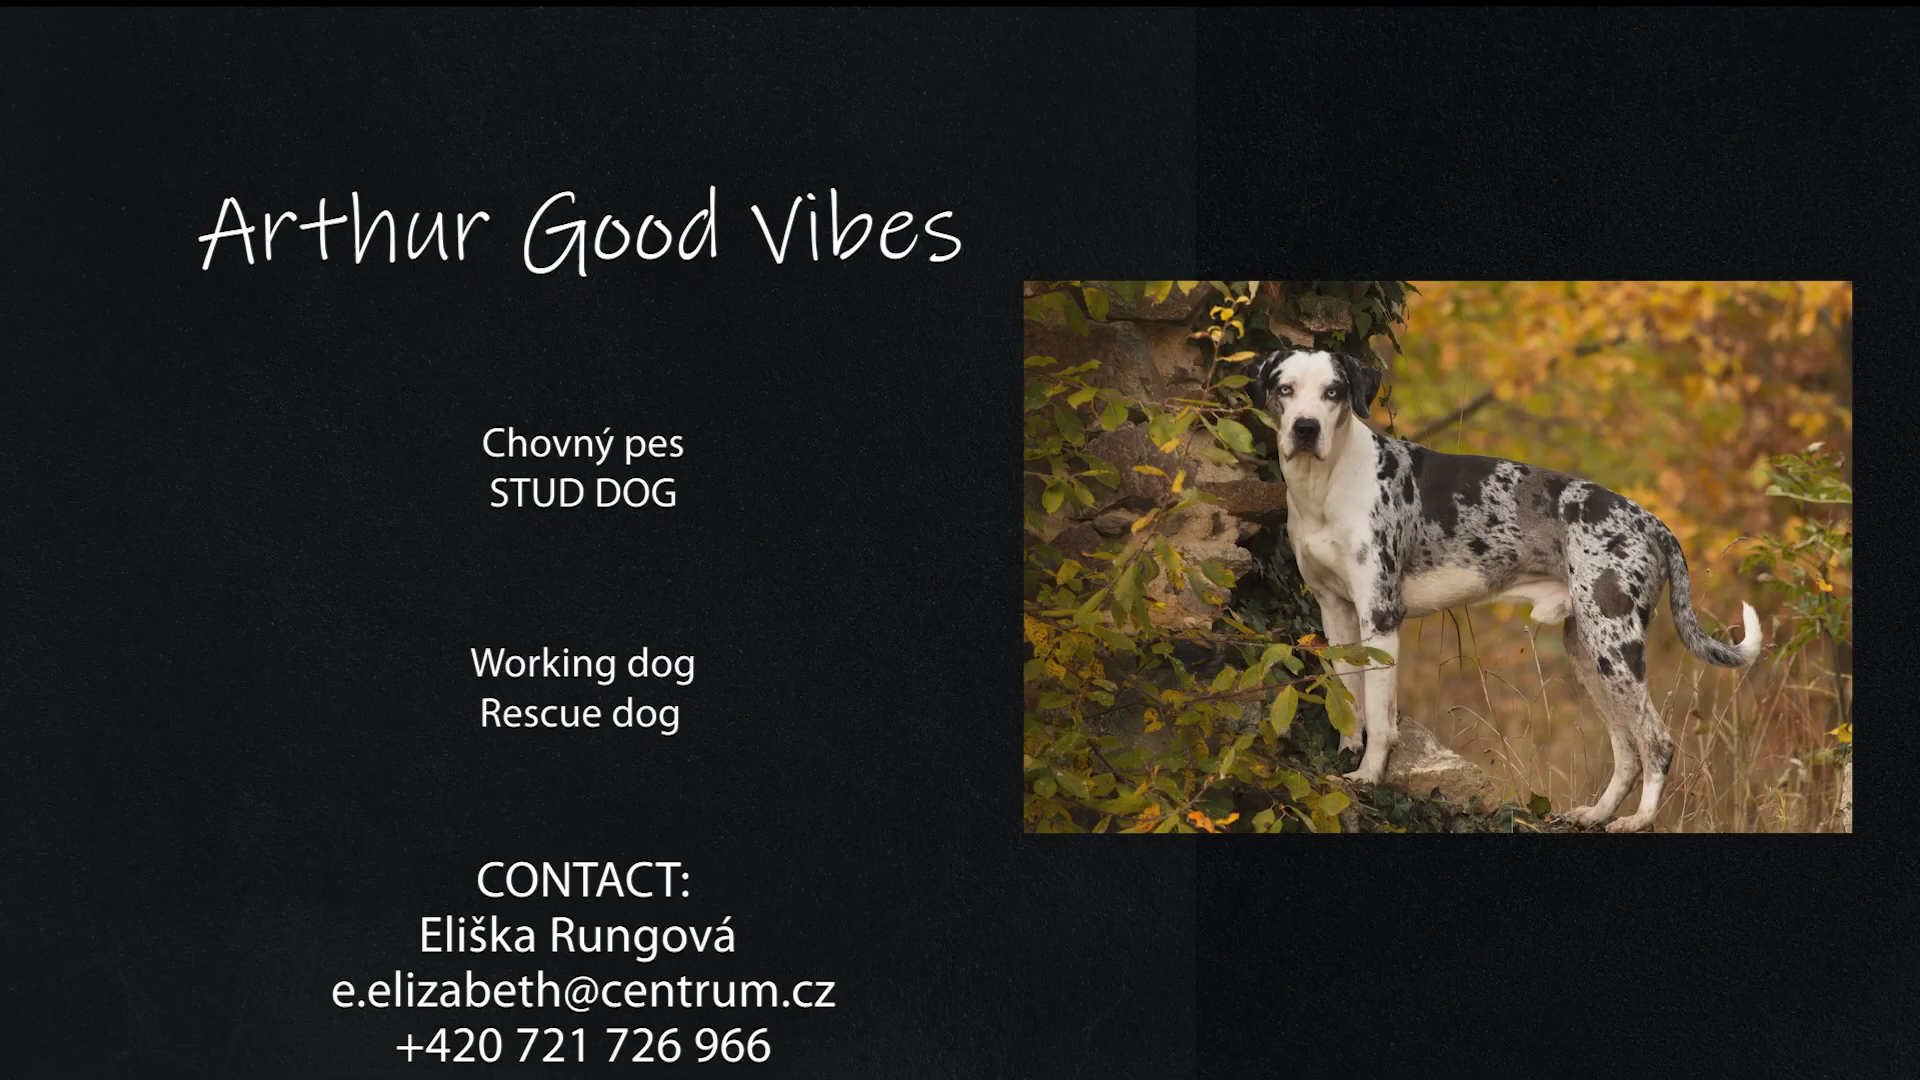 Arthur Good Vibes
Chovný pes
STUD DOG
Working dog
Rescue dog
CONTACT:
Eliška Rungová
e.elizabeth@centrum.cz
+420 721 726 966